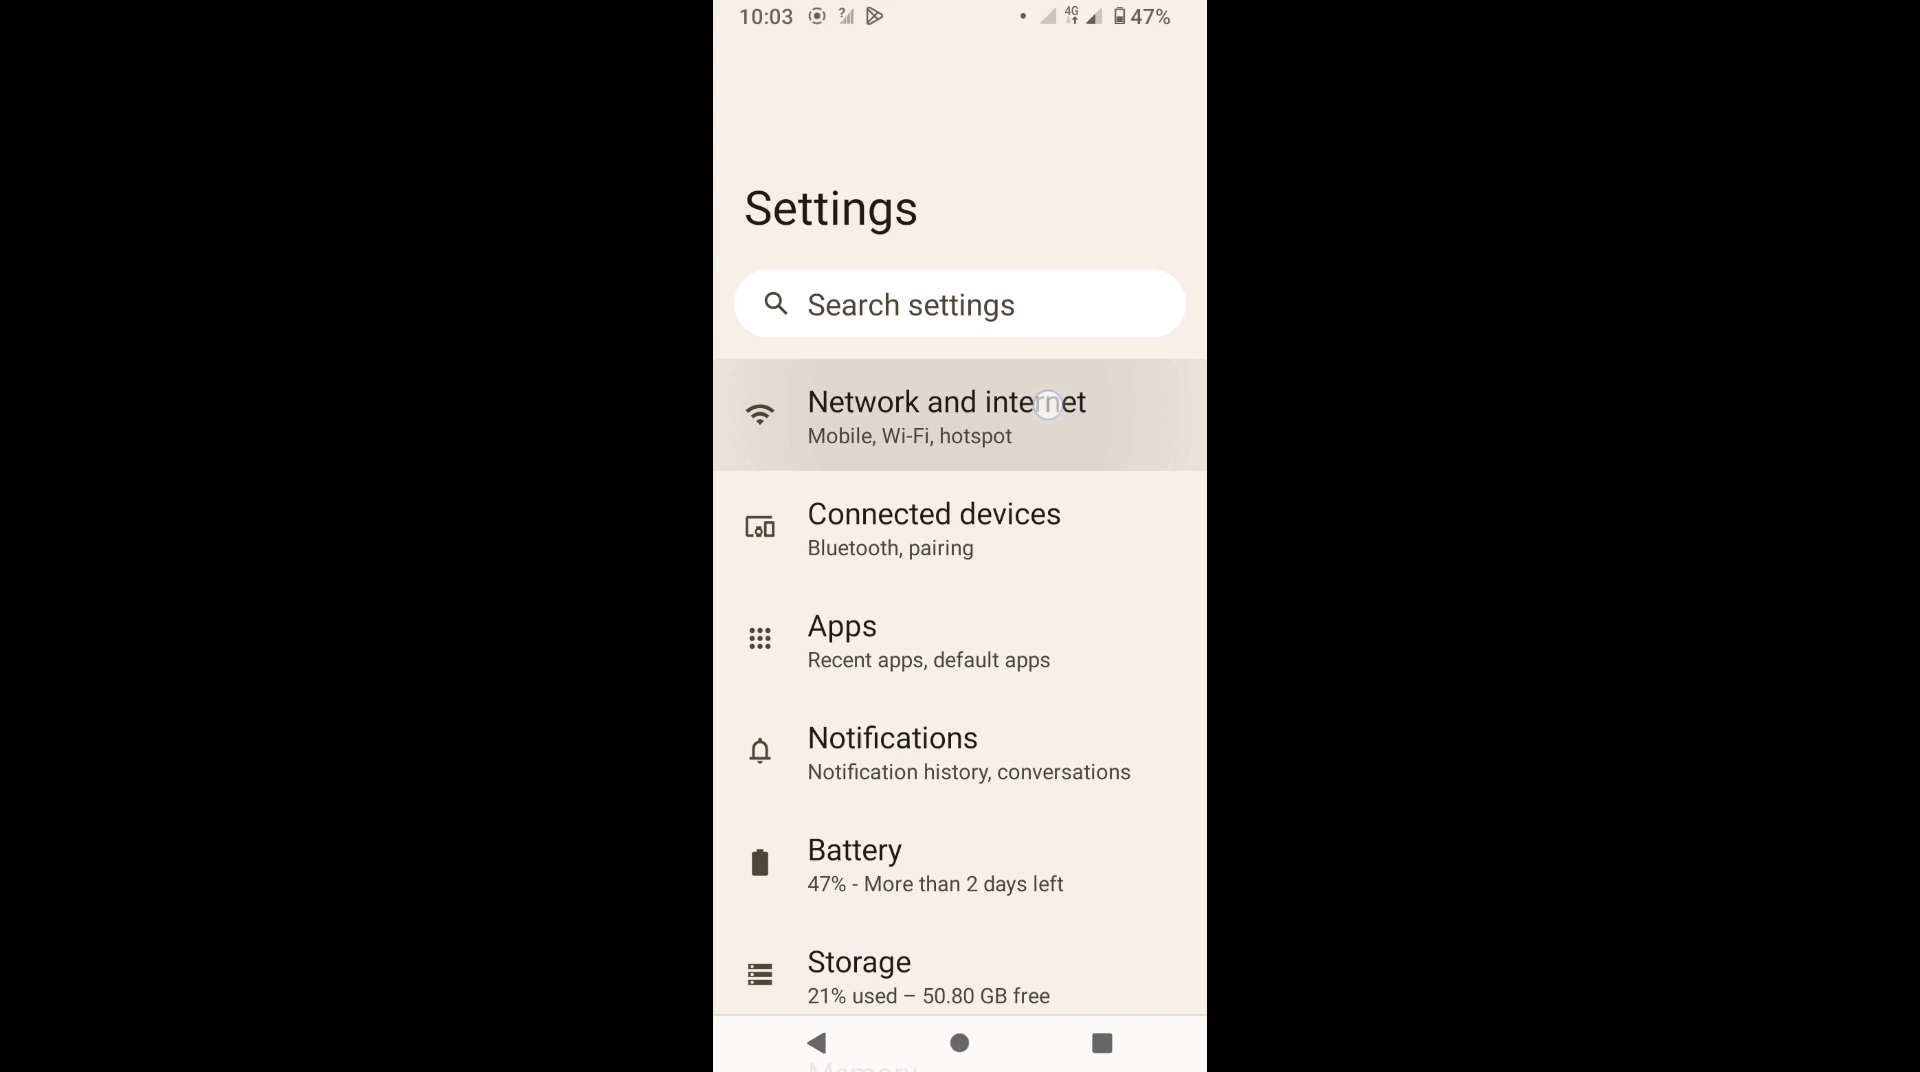 10:03
?
4G
47%
Settings
Search settings
Network and internet
Mobile, Wi-Fi, hotspot
Connected devices
Bluetooth, pairing
Apps
Recent apps, default apps
Notifications
Notification history, conversations
Battery
47% - More than 2 days left
Storage
21% used – 50.80 GB free
Memory